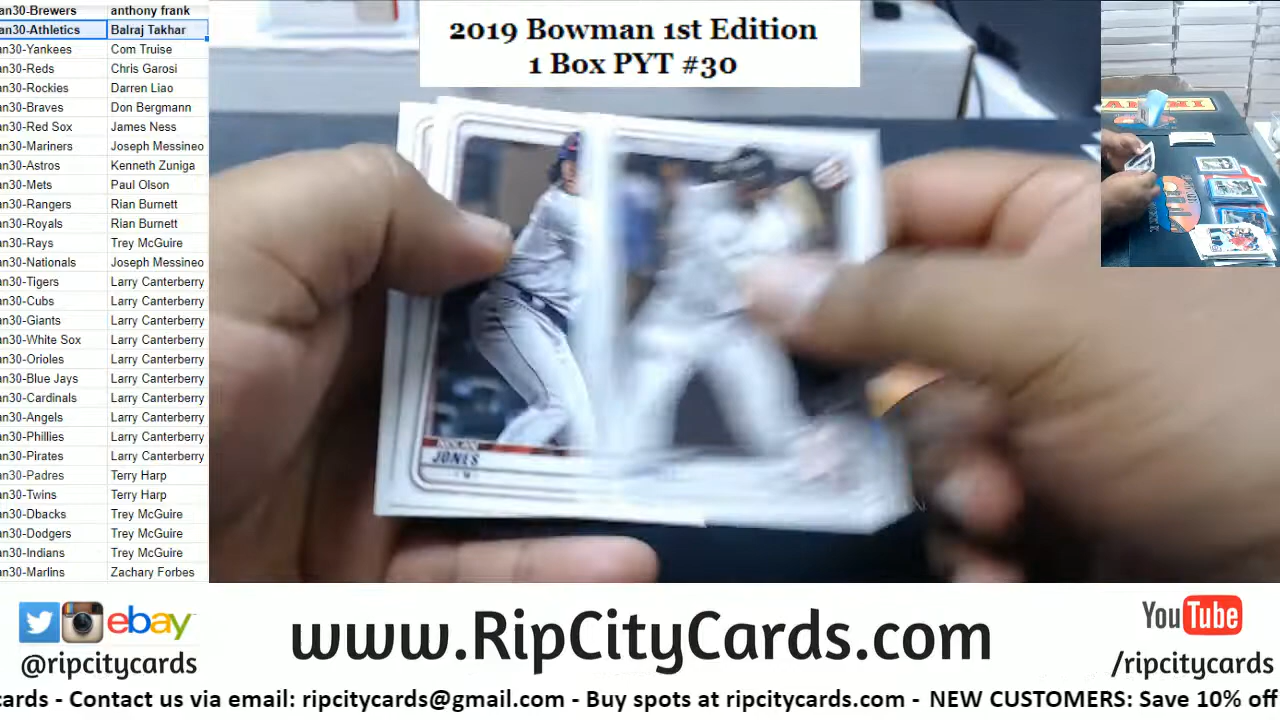 an30-Brewers anthony frank
an30-Athletics Balraj Takhar
an30-Yankees Com Truise
an30-Reds Chris Garosi
an30-Rockies Darren Liao
an30-Braves Don Bergmann
an30-Red Sox James Ness
an30-Mariners Joseph Messineo
an30-Astros Kenneth Zuniga
an30-Mets Paul Olson
an30-Rangers Rian Burnett
an30-Royals Rian Burnett
an30-Rays Trey McGuire
an30-Nationals Joseph Messineo
an30-Tigers Larry Canterberry
an30-Cubs Larry Canterberry
an30-Giants Larry Canterberry
an30-White Sox Larry Canterberry
an30-Orioles Larry Canterberry
an30-Blue Jays Larry Canterberry
an30-Cardinals Larry Canterberry
an30-Angels Larry Canterberry
an30-Phillies Larry Canterberry
an30-Pirates Larry Canterberry
an30-Padres Terry Harp
an30-Twins Terry Harp
an30-Dbacks Trey McGuire
an30-Dodgers Trey McGuire
an30-Indians Trey McGuire
an30-Marlins Zachary Forbes
2019 Bowman 1st Edition
1 Box PYT #30
PANINI
JONES
ebay
@ripcitycards
www.RipCityCards.com
YouTube
/ripcitycards
cards - Contact us via email: ripcitycards@gmail.com - Buy spots at ripcitycards.com - NEW CUSTOMERS: Save 10% off